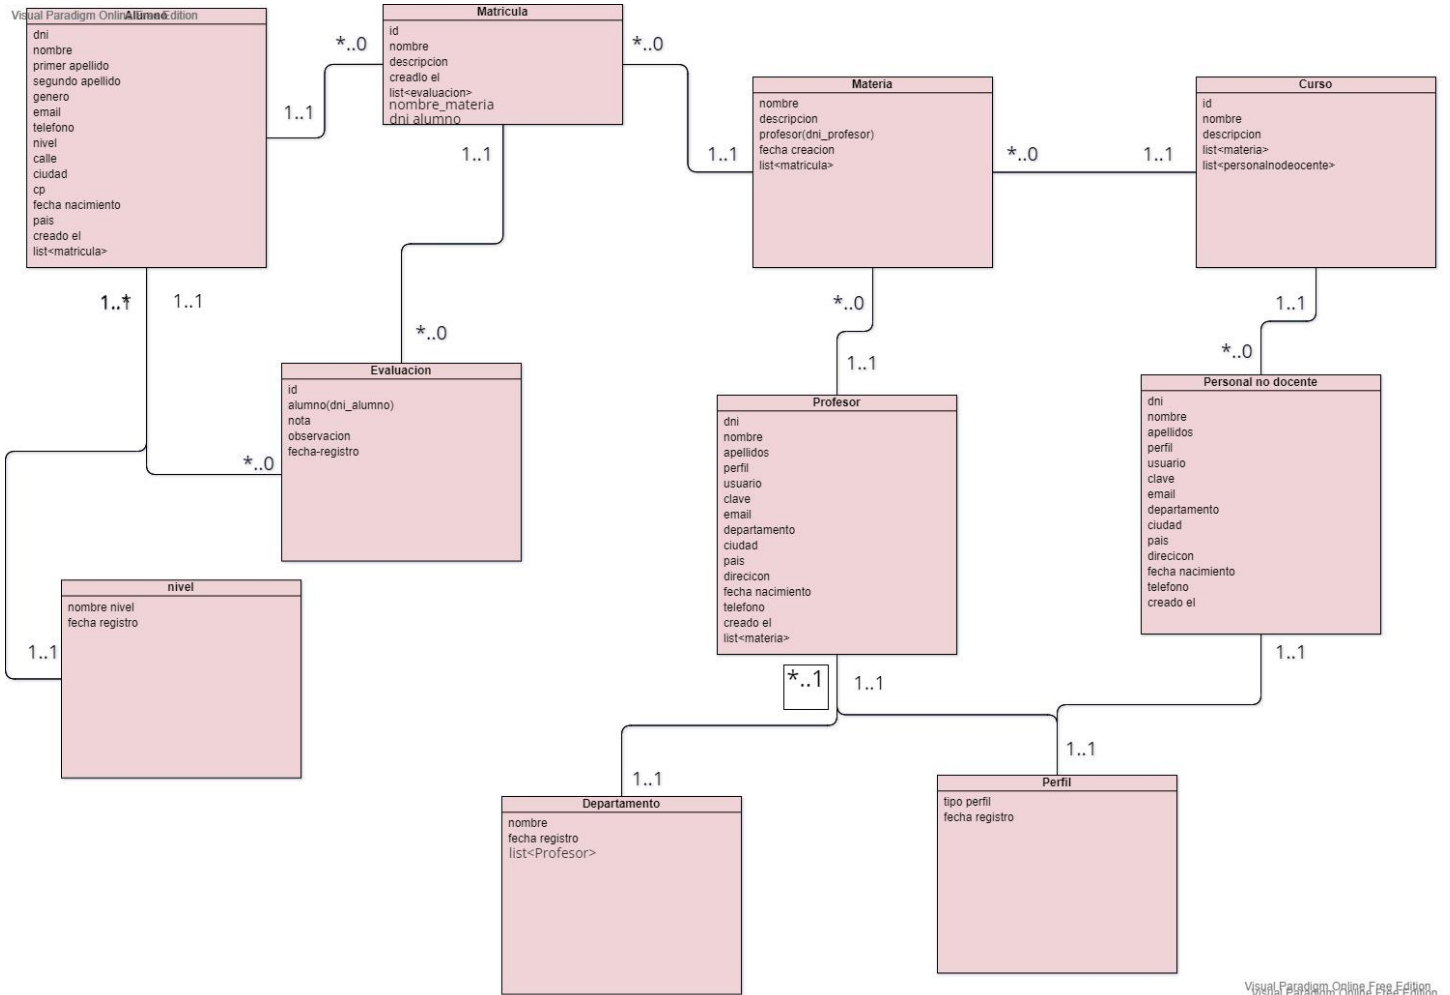 Visual Paradigm Online Free Edition
Alumno
dni
nombre
primer apellido
segundo apellido
genero
email
telefono
nivel
calle
ciudad
cp
fecha nacimiento
pais
creado el
list<matricula>
Matricula
id
nombre
descripcion
creadlo el
list<evaluacion>
nombre_materia
dni alumno
*..0
1..1
*..0
1..1
1..1
*..0
Materia
nombre
descripcion
profesor(dni_profesor)
fecha creacion
list<matricula>
*..0
1..1
Curso
id
nombre
descripcion
list<materia>
list<personalnodeocente>
1..*
1..1
*..0
Evaluacion
id
alumno(dni_alumno)
nota
observacion
fecha-registro
*..0
1..1
Profesor
dni
nombre
apellidos
perfil
usuario
clave
email
departamento
ciudad
pais
direcicon
fecha nacimiento
telefono
creado el
list<materia>
1..1
*..0
Personal no docente
dni
nombre
apellidos
perfil
usuario
clave
email
departamento
ciudad
pais
direcicon
fecha nacimiento
telefono
creado el
nivel
nombre nivel
fecha registro
1..1
*..1
1..1
1..1
1..1
1..1
Departamento
nombre
fecha registro
list<Profesor>
Perfil
tipo perfil
fecha registro
Visual Paradigm Online Free Edition
Visual Paradigm Online Free Edition